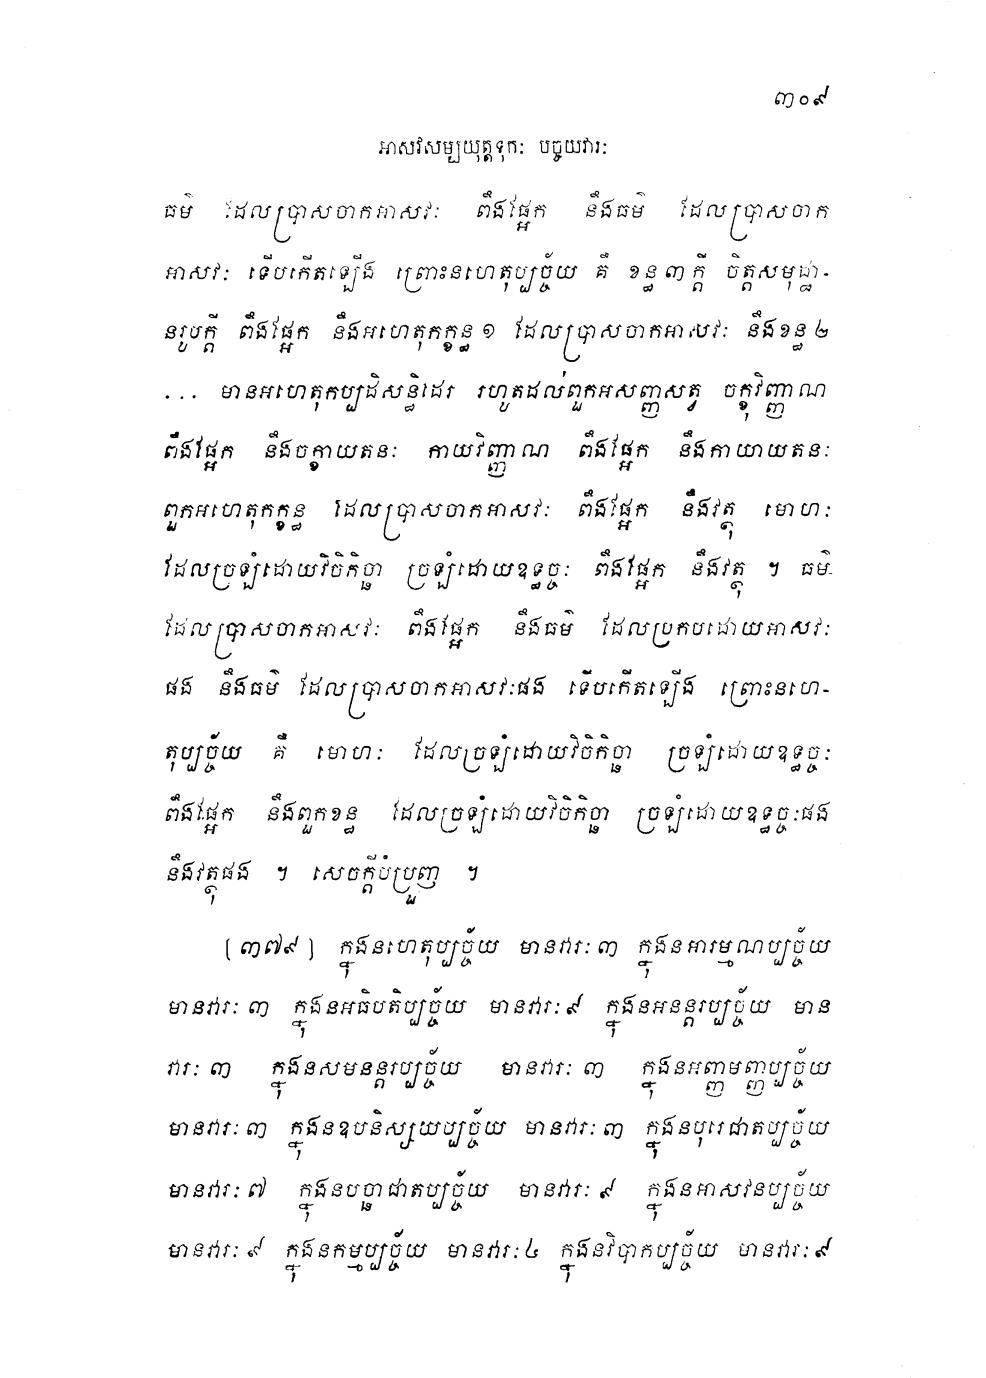 ៣០៩
អាសវសម្បយុត្តទុកៈ បច្ចយវារៈ
ធម៌ ដែលប្រាសចាកអាសវៈ ពឹងផ្អែក នឹងធម៌ ដែលប្រាសចាក
អាសវៈ ទើបកើតឡើង ព្រោះនហេតុប្បច្ច័យ គឺ ខន្ធ៣ក្តី ចិត្តសមុដ្ឋា-
នរូបក្តី ពឹងផ្អែក នឹងអហេតុកក្ខន្ធ១ ដែលប្រាសចាកអាសវៈ នឹងខន្ធ២
... មានអហេតុកប្បដិសន្ធិដែរ រហូតដល់ពួកអសញ្ញសត្វ ចក្ខុវិញ្ញាណ
ពឹងផ្អែក នឹងចក្ខាយតនៈ កាយវិញ្ញាណ ពឹងផ្អែក នឹងកាយាយតនៈ
ពួកអហេតុកក្ខន្ធ ដែលប្រាសចាកអាសវៈ ពឹងផ្អែក នឹងវត្ថុ មោហៈ
ដែលច្រឡំដោយវិចិកិច្ឆា ច្រឡំដោយឧទ្ធច្ចៈ ពឹងផ្អែក នឹងវត្ថុ ។ ធម៌
ដែលប្រាសចាកអាសវៈ ពឹងផ្អែក នឹងធម៌ ដែលប្រកបដោយអាសវៈ
ផង នឹងធម៌ ដែលប្រាសចាកអាសវៈផង ទើបកើតឡើង ព្រោះនហេ-
តុប្បច្ច័យ គឺ មោហៈ ដែលច្រឡំដោយវិចិកិច្ឆា ច្រឡំដោយឧទ្ធច្ចៈ
ពឹងផ្អែក នឹងពួកខន្ធ ដែលច្រឡំដោយវិចិកិច្ឆា ច្រឡំដោយឧទ្ធច្ចៈផង
នឹងវត្ថុផង ។ សេចក្តីបំប្រួញ ។
(៣៧៩) ក្នុងនហេតុប្បច្ច័យ មានវារៈ៣ ក្នុងនអារម្មណប្បច្ច័យ
មានវារៈ ៣ ក្នុងនអធិបតិប្បច្ច័យ មានវារៈ៩ ក្នុងនអនន្តរប្បច្ច័យ មាន
វារៈ ៣ ក្នុងនសមនន្តរប្បច្ច័យ មានវារៈ ៣ ក្នុងនអញ្ញាមញ្ញាប្បច្ច័យ
មានវារៈ ៣ ក្នុងនឧបនិស្សយប្បច្ច័យ មានវារៈ ៣ ក្នុងនបុរេជាតប្បច្ច័យ
មានវារៈ៧ ក្នុងនបច្ឆាជាតប្បច្ច័យ មានវារៈ ៩ ក្នុងនអាសវនប្បច្ច័យ
មានវារៈ ៩ ក្នុងនកម្មប្បច្ច័យ មានវារៈ៤ ក្នុងនវិបាកប្បច្ច័យ មានវារៈ៩